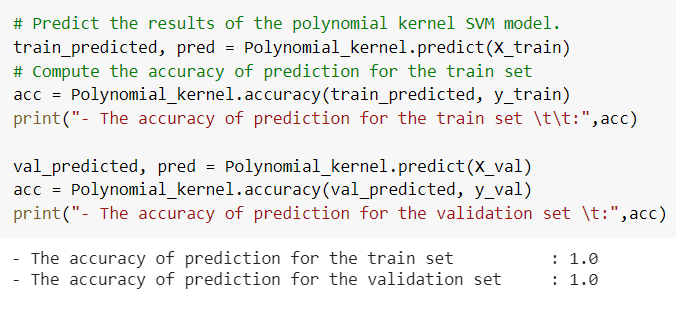 # Predict the results of the polynomial kernel SVM model.
train_predicted, pred = Polynomial_kernel.predict(X_train)
# Compute the accuracy of prediction for the train set
acc = Polynomial_kernel.accuracy(train_predicted, y_train)
print("- The accuracy of prediction for the train set \t\t:",acc)

val_predicted, pred = Polynomial_kernel.predict(X_val)
acc = Polynomial_kernel.accuracy(val_predicted, y_val)
print("- The accuracy of prediction for the validation set \t:",acc)

- The accuracy of prediction for the train set : 1.0
- The accuracy of prediction for the validation set : 1.0